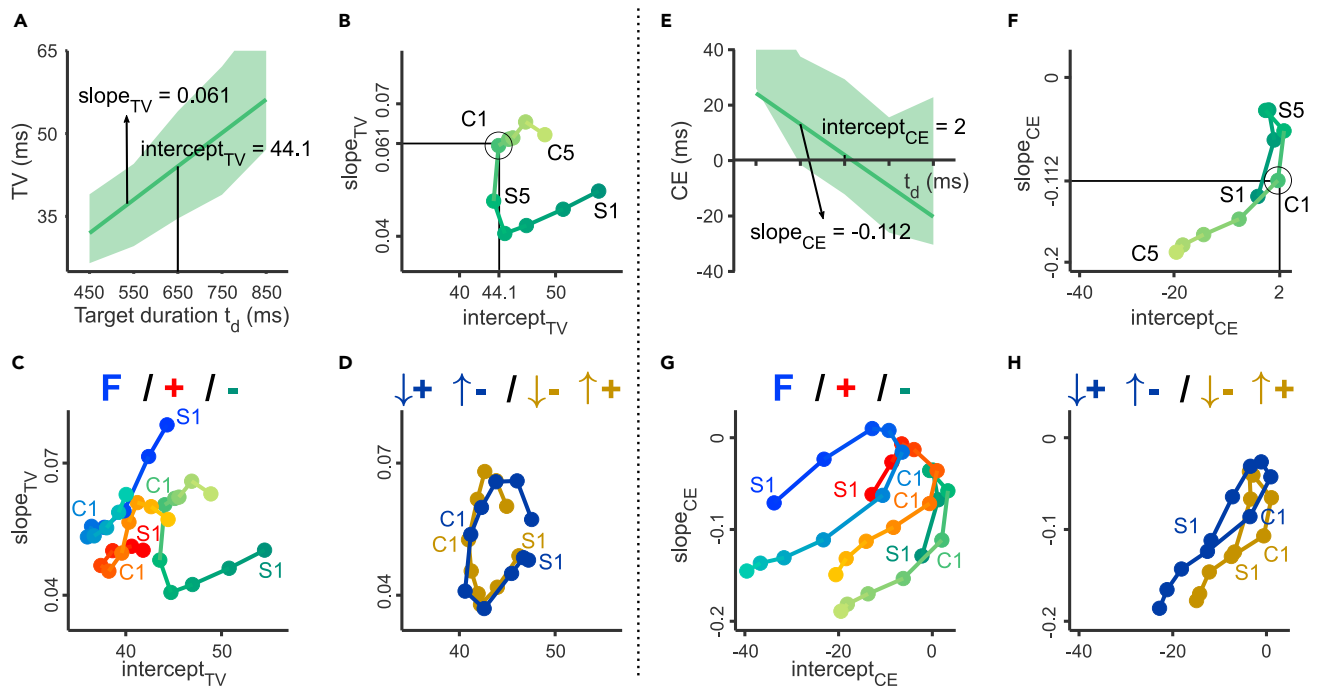 A
65
TV (ms)
50
35
slope_TV = 0.061
intercept_TV = 44.1
450 550 650 750 850
Target duration t_d (ms)
B
slope_TV
0.07
0.061
0.04
C1
C5
S5
S1
40 44.1 50
intercept_TV
E
40
20
0
-20
-40
CE (ms)
intercept_CE = 2
t_d (ms)
slope_CE = -0.112
F
0
-0.112
-0.2
slope_CE
S5
S1
C1
C5
-40 -20 2
intercept_CE
C
F / + / -
S1
0.07
slope_TV
0.04
C1
C1
S1
C1
S1
40 50
intercept_TV
D
↓+ ↑- / ↓- ↑+
0.07
0.04
C1
C1
S1
S1
40 50
G
F / + / -
0
-0.1
-0.2
slope_CE
S1
S1
C1
S1
C1
-40 -20 0
intercept_CE
H
↓+ ↑- / ↓- ↑+
0
-0.1
-0.2
S1
C1
S1
-40 -20 0